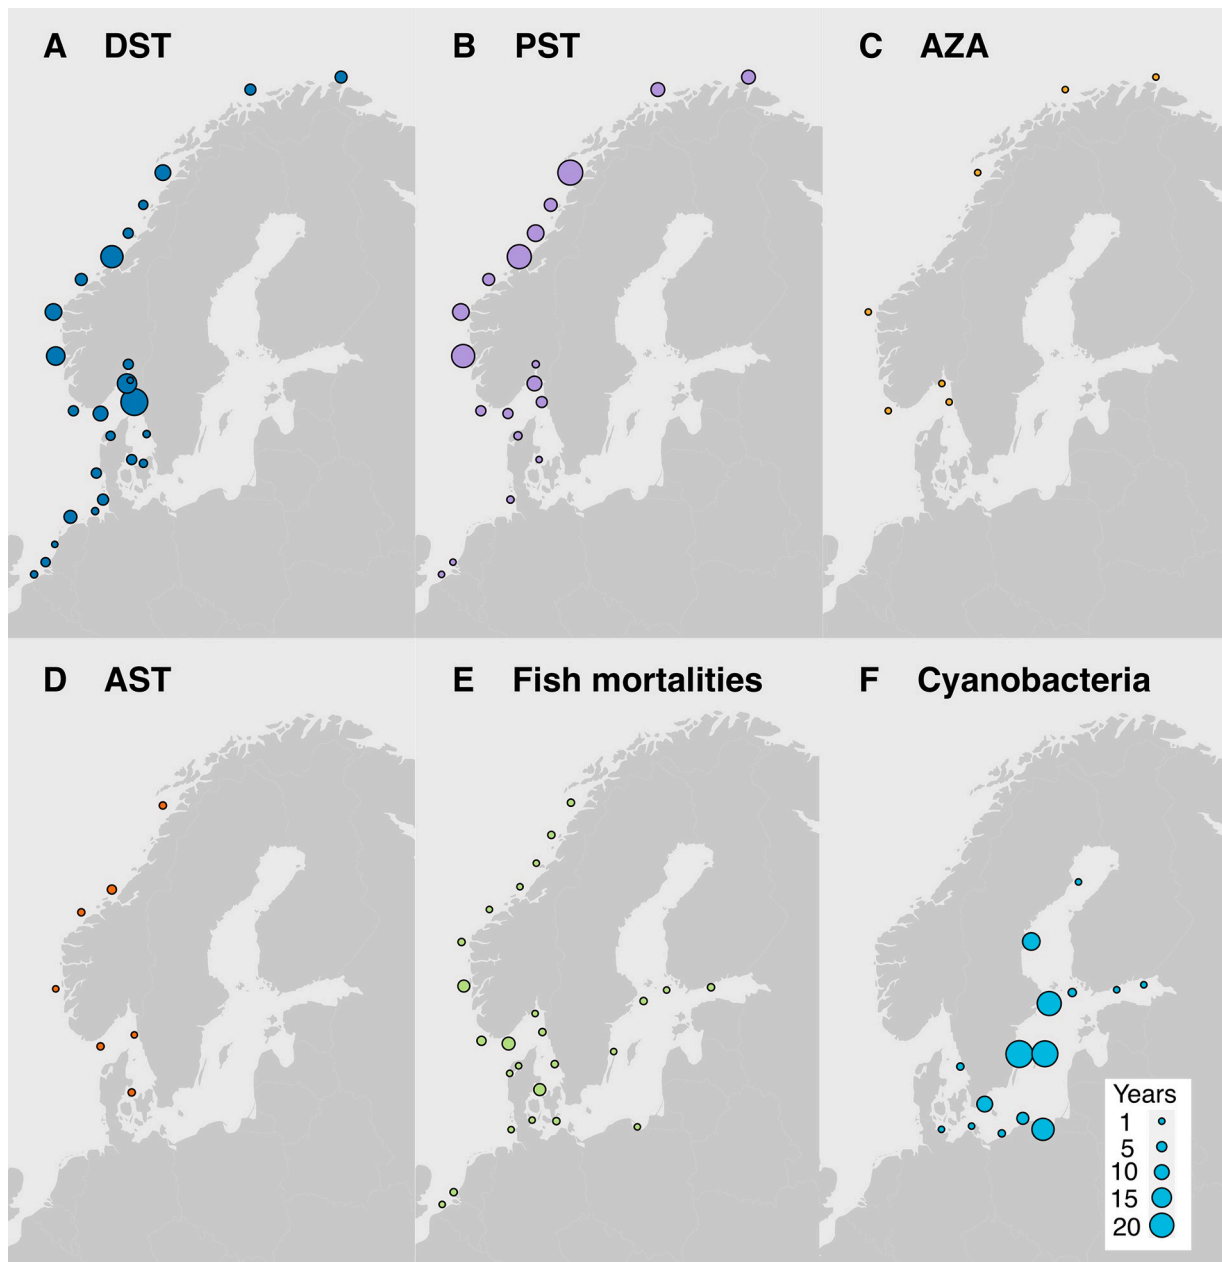 A DST
B PST
C AZA
D AST
E Fish mortalities
F Cyanobacteria
Years
1
5
10
15
20